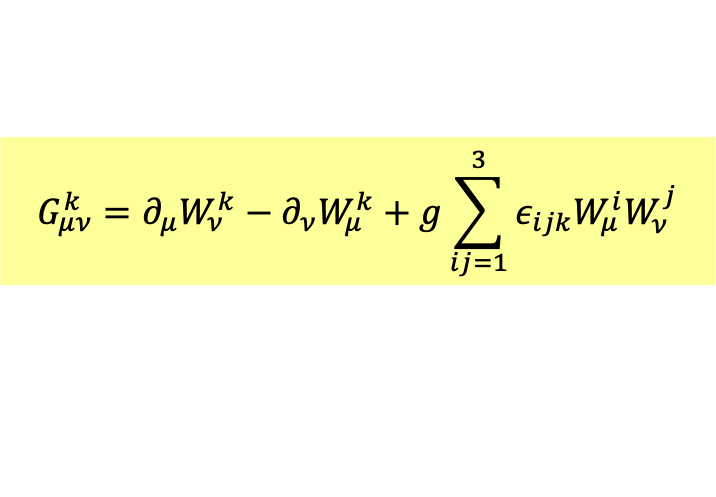 G^k_{μν} = ∂_μ W^k_ν − ∂_ν W^k_μ + g ∑_{ij=1}^{3} ϵ_{ijk} W^i_μ W^j_ν